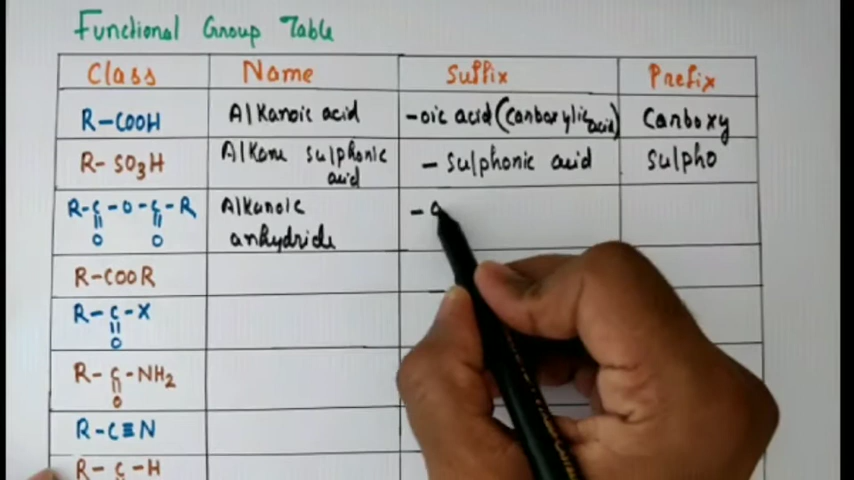 Functional Group Table
Class Name Suffix Prefix
R-COOH Alkanoic acid -oic acid (carboxylic acid) Carboxy
R-SO3H Alkane sulphonic acid - sulphonic acid sulpho
R-C-O-C-R Alkanoic anhydride -
O O
R-COOR
R-C-X
O
R-C-NH2
O
R-C≡N
R-C-H